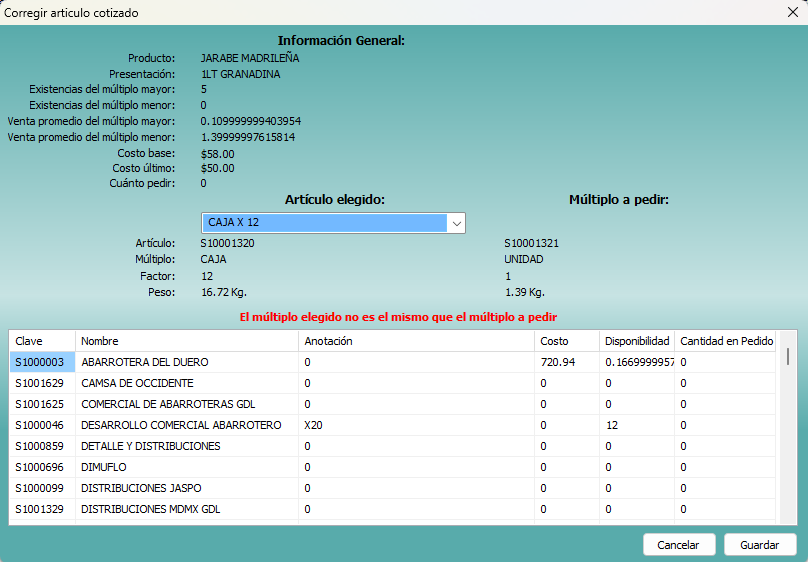 Corregir articulo cotizado
Información General:
Producto: JARABE MADRILEÑA
Presentación: 1LT GRANADINA
Existencias del múltiplo mayor: 5
Existencias del múltiplo menor: 0
Venta promedio del múltiplo mayor: 0.109999999403954
Venta promedio del múltiplo menor: 1.39999997615814
Costo base: $58.00
Costo último: $50.00
Cuánto pedir: 0
Artículo elegido: Múltiplo a pedir:
CAJA X 12
Artículo: S10001320 S10001321
Múltiplo: CAJA UNIDAD
Factor: 12 1
Peso: 16.72 Kg. 1.39 Kg.
El múltiplo elegido no es el mismo que el múltiplo a pedir
Clave Nombre Anotación Costo Disponibilidad Cantidad en Pedido
S1000003 ABARROTERA DEL DUERO 0 720.94 0.1669999957 0
S1001629 CAMSA DE OCCIDENTE 0 0 0 0
S1001625 COMERCIAL DE ABARROTERAS GDL 0 0 0 0
S1000046 DESARROLLO COMERCIAL ABARROTERO X20 0 12 0
S1000859 DETALLE Y DISTRIBUCIONES 0 0 0 0
S1000696 DIMUFLO 0 0 0 0
S1000099 DISTRIBUCIONES JASPO 0 0 0 0
S1001329 DISTRIBUCIONES MDMX GDL 0 0 0 0
Cancelar Guardar